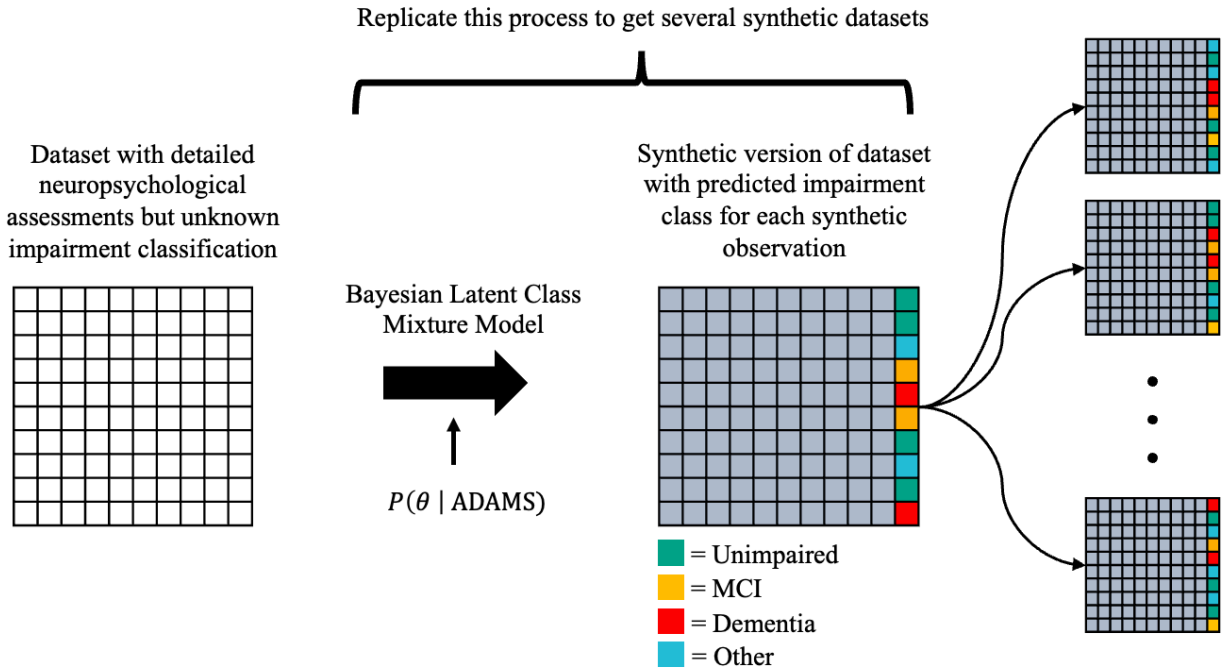 Replicate this process to get several synthetic datasets
Dataset with detailed
neuropsychological
assessments but unknown
impairment classification
Bayesian Latent Class
Mixture Model
P(θ | ADAMS)
Synthetic version of dataset
with predicted impairment
class for each synthetic
observation
= Unimpaired
= MCI
= Dementia
= Other